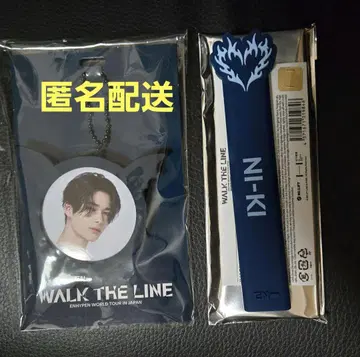 匿名配送
WALK THE LINE
ENHYPEN WORLD TOUR IN JAPAN
WALK THE LINE
NI-KI